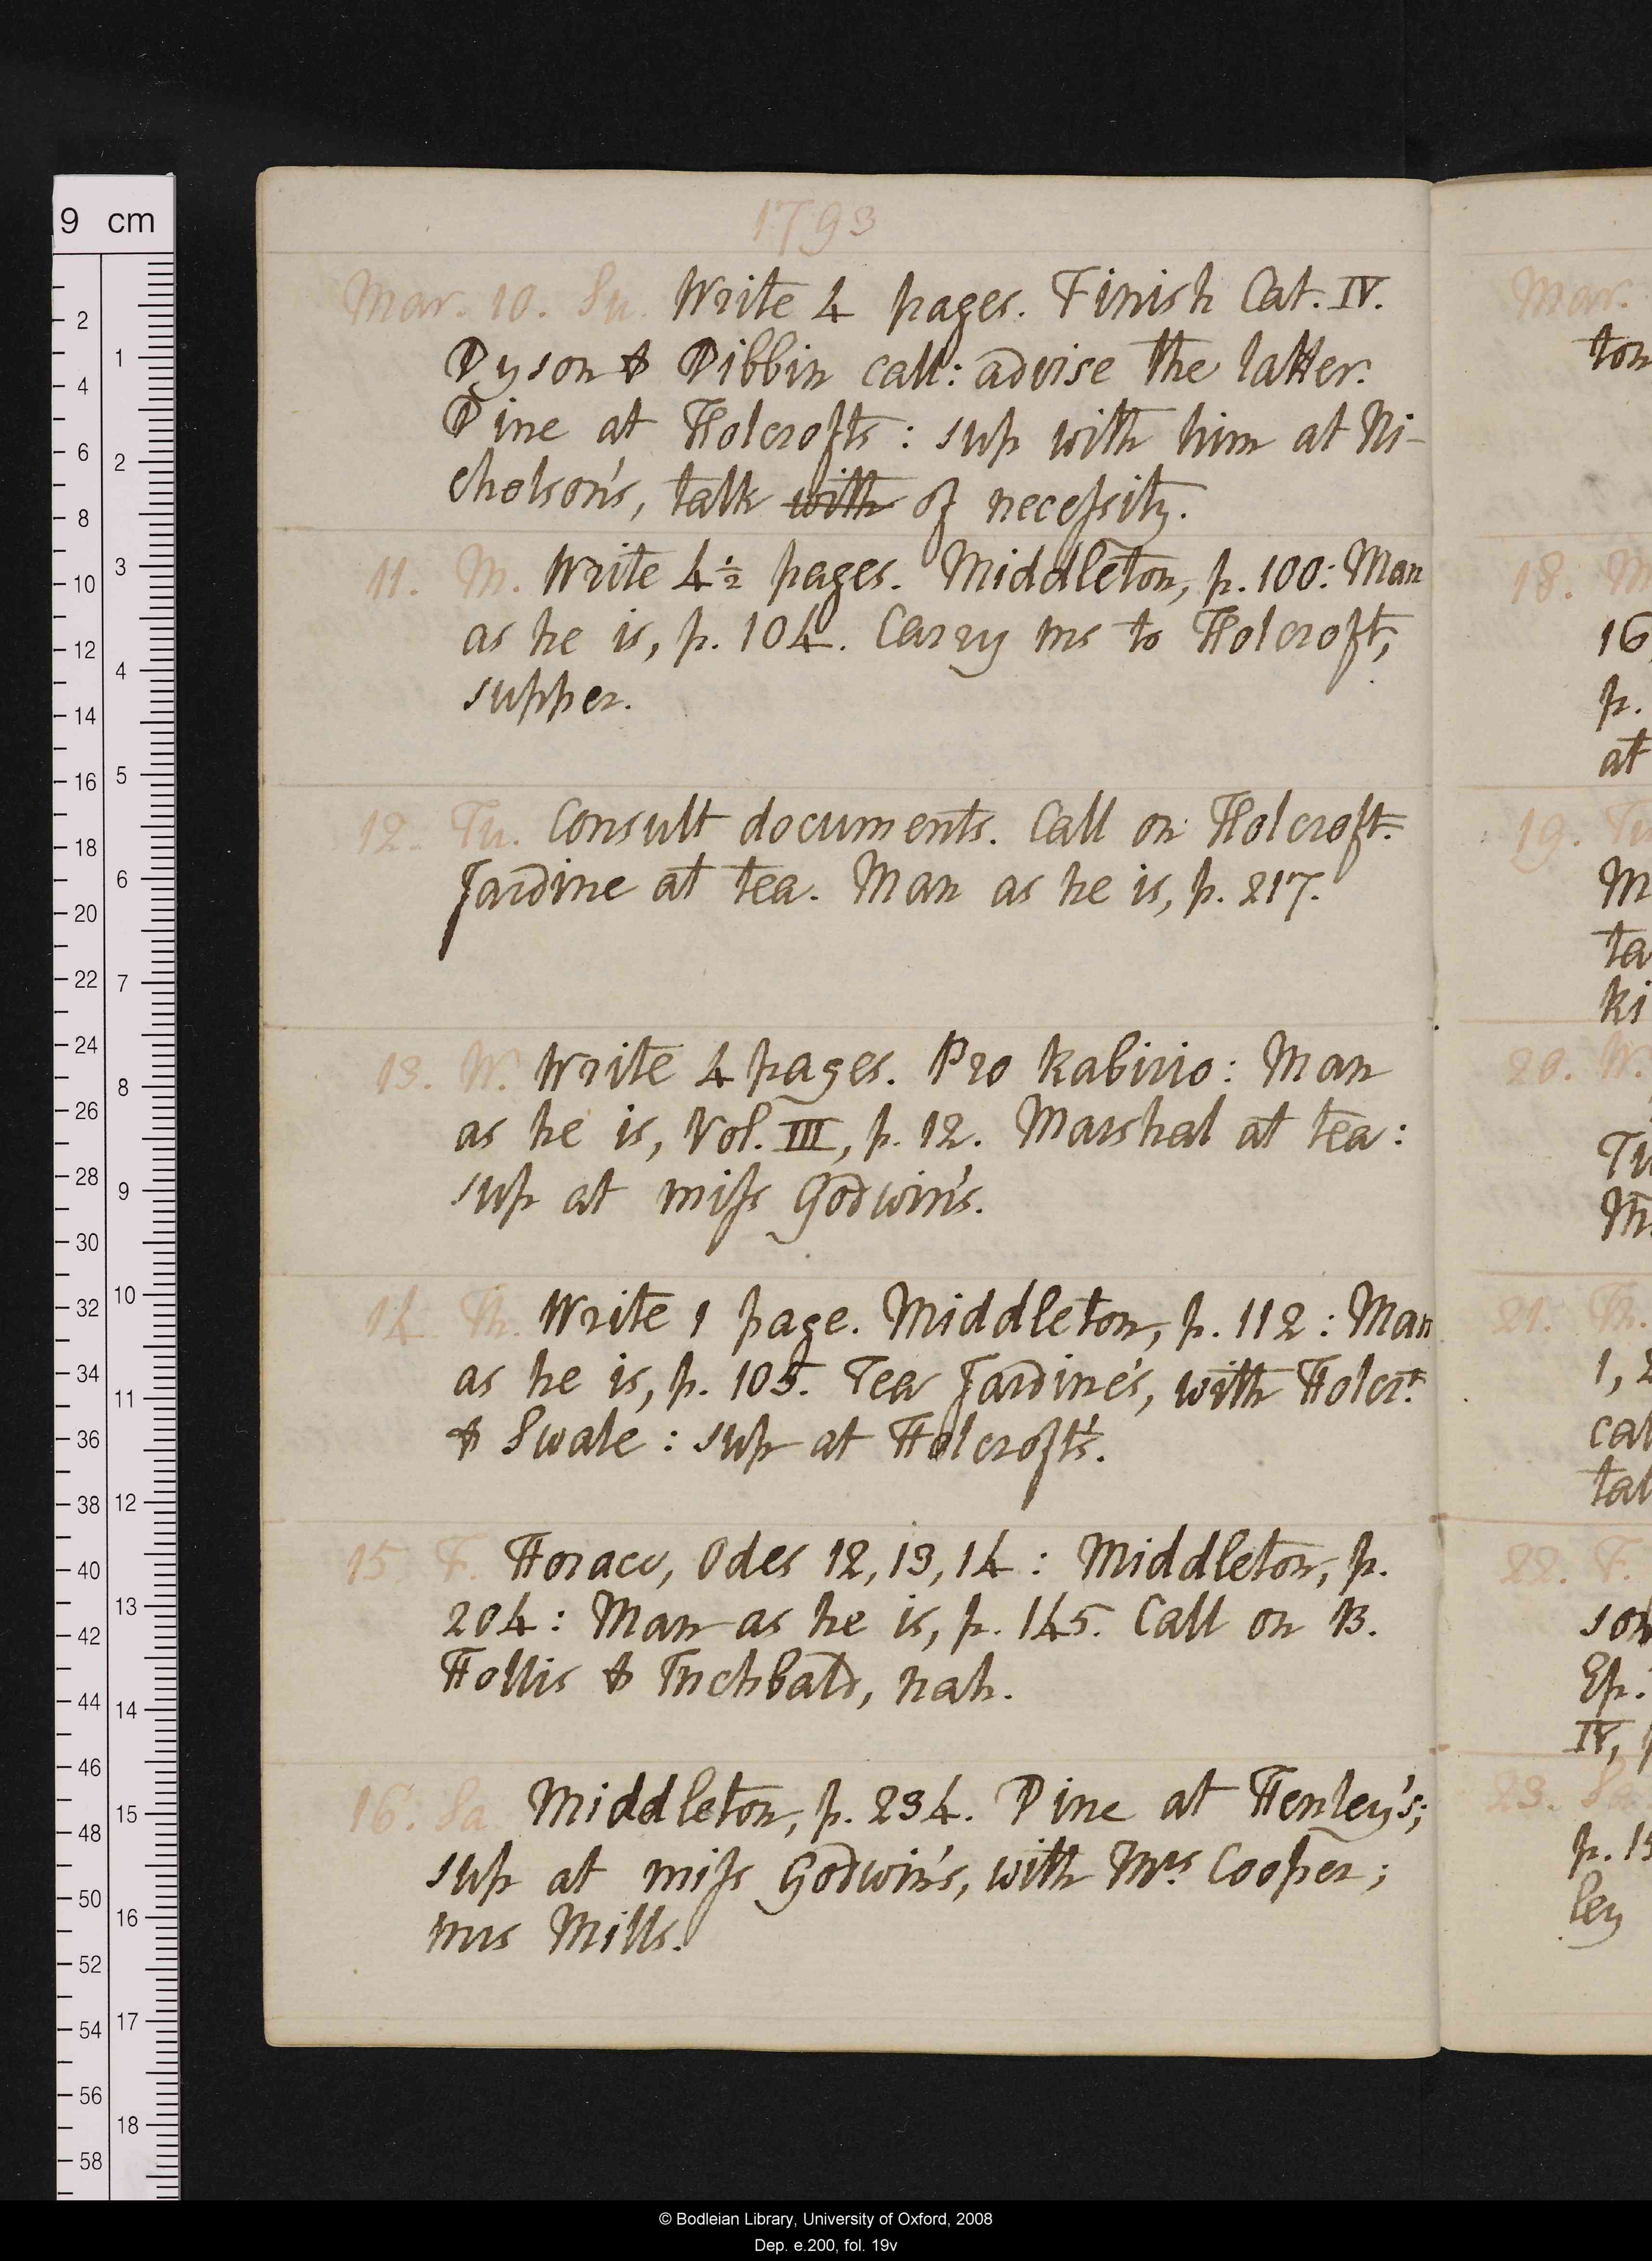 1793
Mar. 10. Su. Write 4 pages. Finish Cat. IV.
Dyson & Dibbin call: advise the latter.
Dine at Holcrofts: sup with him at Ni-
cholson's, talk with of necessity.
11. M. Write 4½ pages. Middleton, p. 100: Man
as he is, p. 104. Carry ms to Holcroft,
supper.
12. Tu. Consult documents. Call on Holcroft.
Jardine at tea. Man as he is, p. 217.
13. W. Write 4 pages. Pro Rabirio: Man
as he is, Vol. III, p. 12. Marshal at tea:
sup at miss Godwin's.
14 Th. Write 1 page. Middleton, p. 112: Man
as he is, p. 105. Tea Jardine's, with Holcrt.
& Swale: sup at Holcroft's.
15 F. Horace, Odes 12, 13, 14: Middleton, p.
204: Man as he is, p. 145. Call on B.
Hollis & Inchbald, nah.
16. Sa Middleton, p. 234. Dine at Henley's;
sup at miss Godwin's, with Mrs. Cooper;
mrs Mills.
Mar.
ton
18. M
16
p.
at
19. Tu
M
ta
ki
20. W.
Tu
M
21. Th.
1, 2
cal
tal
22. F.
son
Ep.
IV, p
23. Sa
p. 15
ley
9 cm
2
4
6
8
10
12
14
16
18
20
22
24
26
28
30
32
34
36
38
40
42
44
46
48
50
52
54
56
58
1
2
3
4
5
6
7
8
9
10
11
12
13
14
15
16
17
18
© Bodleian Library, University of Oxford, 2008
Dep. e.200, fol. 19v